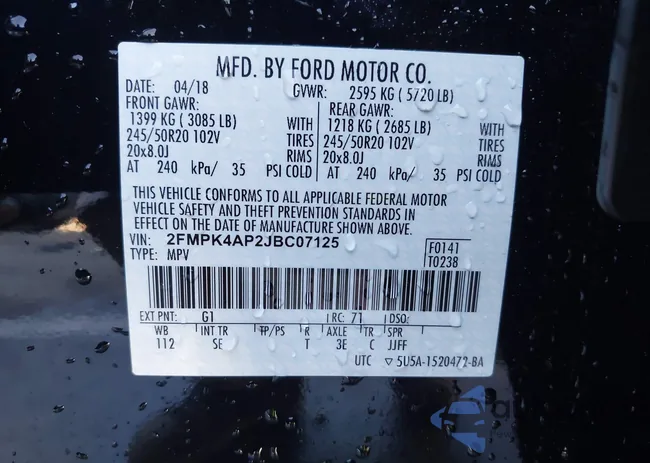 MFD. BY FORD MOTOR CO.
DATE: 04/18 GVWR: 2595 KG ( 5720 LB)
FRONT GAWR: REAR GAWR:
1399 KG ( 3085 LB) WITH 1218 KG ( 2685 LB) WITH
245/50R20 102V TIRES 245/50R20 102V TIRES
20x8.0J RIMS 20x8.0J RIMS
AT 240 kPa/ 35 PSI COLD AT 240 kPa/ 35 PSI COLD
THIS VEHICLE CONFORMS TO ALL APPLICABLE FEDERAL MOTOR
VEHICLE SAFETY AND THEFT PREVENTION STANDARDS IN
EFFECT ON THE DATE OF MANUFACTURE SHOWN ABOVE.
VIN: 2FMPK4AP2JBC07125 F0141
TYPE: MPV T0238
EXT PNT: G1 RC: 71 DSO:
WB INT TR TP/PS R AXLE TR SPR
112 SE T 3E C JJFF
UTC ▽ 5U5A-1520472-BA